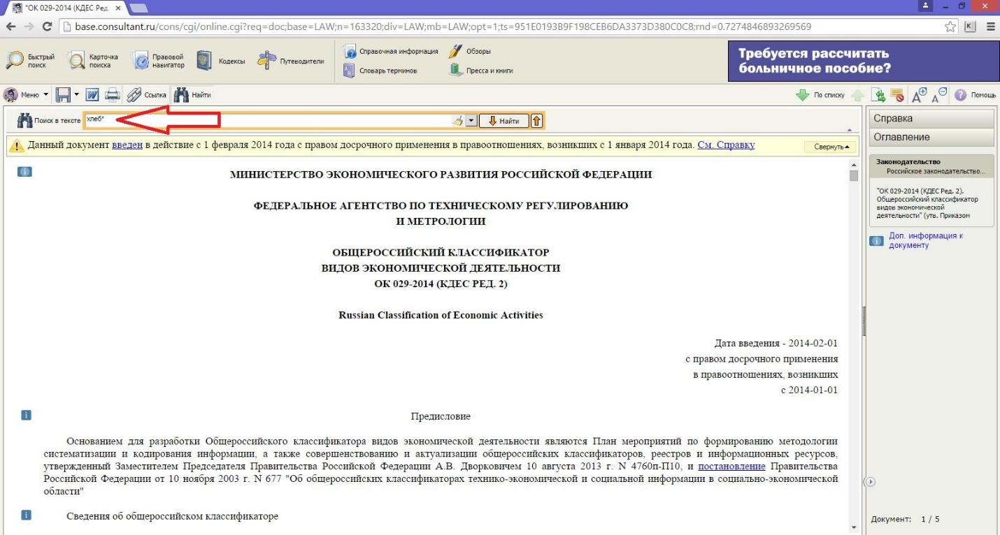 "ОК 029-2014 (КДЕС Ред.
base.consultant.ru/cons/cgi/online.cgi?req=doc;base=LAW;n=163320;div=LAW;mb=LAW;opt=1;ts=951E0193B9F198CEB6DA3373D380C0C8;rnd=0.7274846893269569
Быстрый поиск
Карточка поиска
Правовой навигатор
Кодексы
Путеводители
Справочная информация
Обзоры
Словарь терминов
Пресса и книги
Требуется рассчитать
больничное пособие?
Меню
Ссылка
Найти
По списку
Помощь
Поиск в тексте
хлеб*
Найти
Данный документ введен в действие с 1 февраля 2014 года с правом досрочного применения в правоотношениях, возникших с 1 января 2014 года. См. Справку
Свернуть
МИНИСТЕРСТВО ЭКОНОМИЧЕСКОГО РАЗВИТИЯ РОССИЙСКОЙ ФЕДЕРАЦИИ
ФЕДЕРАЛЬНОЕ АГЕНТСТВО ПО ТЕХНИЧЕСКОМУ РЕГУЛИРОВАНИЮ
И МЕТРОЛОГИИ
ОБЩЕРОССИЙСКИЙ КЛАССИФИКАТОР
ВИДОВ ЭКОНОМИЧЕСКОЙ ДЕЯТЕЛЬНОСТИ
ОК 029-2014 (КДЕС РЕД. 2)
Russian Classification of Economic Activities
Дата введения - 2014-02-01
с правом досрочного применения
в правоотношениях, возникших
с 2014-01-01
Предисловие
Основанием для разработки Общероссийского классификатора видов экономической деятельности являются План мероприятий по формированию методологии
систематизации и кодирования информации, а также совершенствованию и актуализации общероссийских классификаторов, реестров и информационных ресурсов,
утвержденный Заместителем Председателя Правительства Российской Федерации А.В. Дворковичем 10 августа 2013 г. N 4760п-П10, и постановление Правительства
Российской Федерации от 10 ноября 2003 г. N 677 "Об общероссийских классификаторах технико-экономической и социальной информации в социально-экономической
области"
Сведения об общероссийском классификаторе
Справка
Оглавление
Законодательство
Российское законодательство...
"ОК 029-2014 (КДЕС Ред. 2).
Общероссийский классификатор
видов экономической
деятельности" (утв. Приказом
Доп. информация к
документу
Документ: 1 / 5